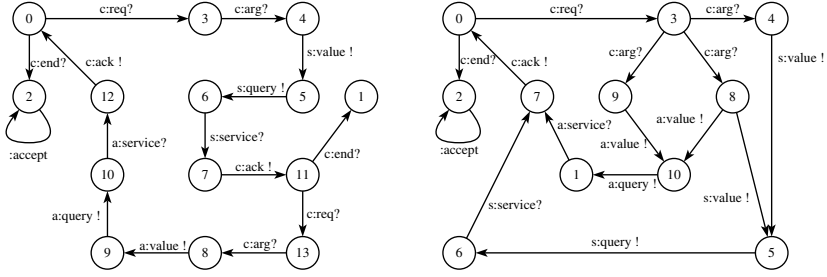 0 c:req? 3 c:arg? 4
c:end? c:ack ! s:value !
2 12 6 s:query ! 5 1
:accept a:service? s:service? c:end?
10 7 c:ack ! 11
a:query ! c:req?
9 a:value ! 8 c:arg? 13
0 c:req? 3 c:arg? 4
c:end? c:ack ! c:arg? c:arg? s:value !
2 7 9 8
:accept a:service? a:value ! a:value !
1 a:query ! 10
s:service? s:value !
6 s:query ! 5